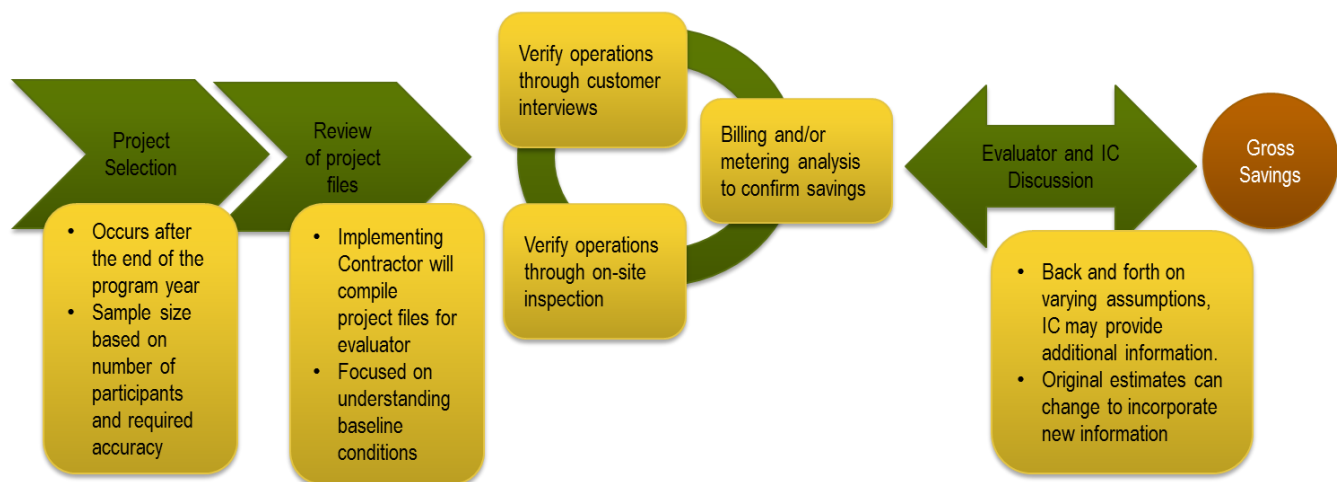 Project
Selection
• Occurs after
the end of the
program year
• Sample size
based on
number of
participants
and required
accuracy
Review
of project
files
• Implementing
Contractor will
compile
project files for
evaluator
• Focused on
understanding
baseline
conditions
Verify operations
through customer
interviews
Billing and/or
metering analysis
to confirm savings
Verify operations
through on-site
inspection
Evaluator and IC
Discussion
• Back and forth on
varying assumptions,
IC may provide
additional information.
• Original estimates can
change to incorporate
new information
Gross
Savings